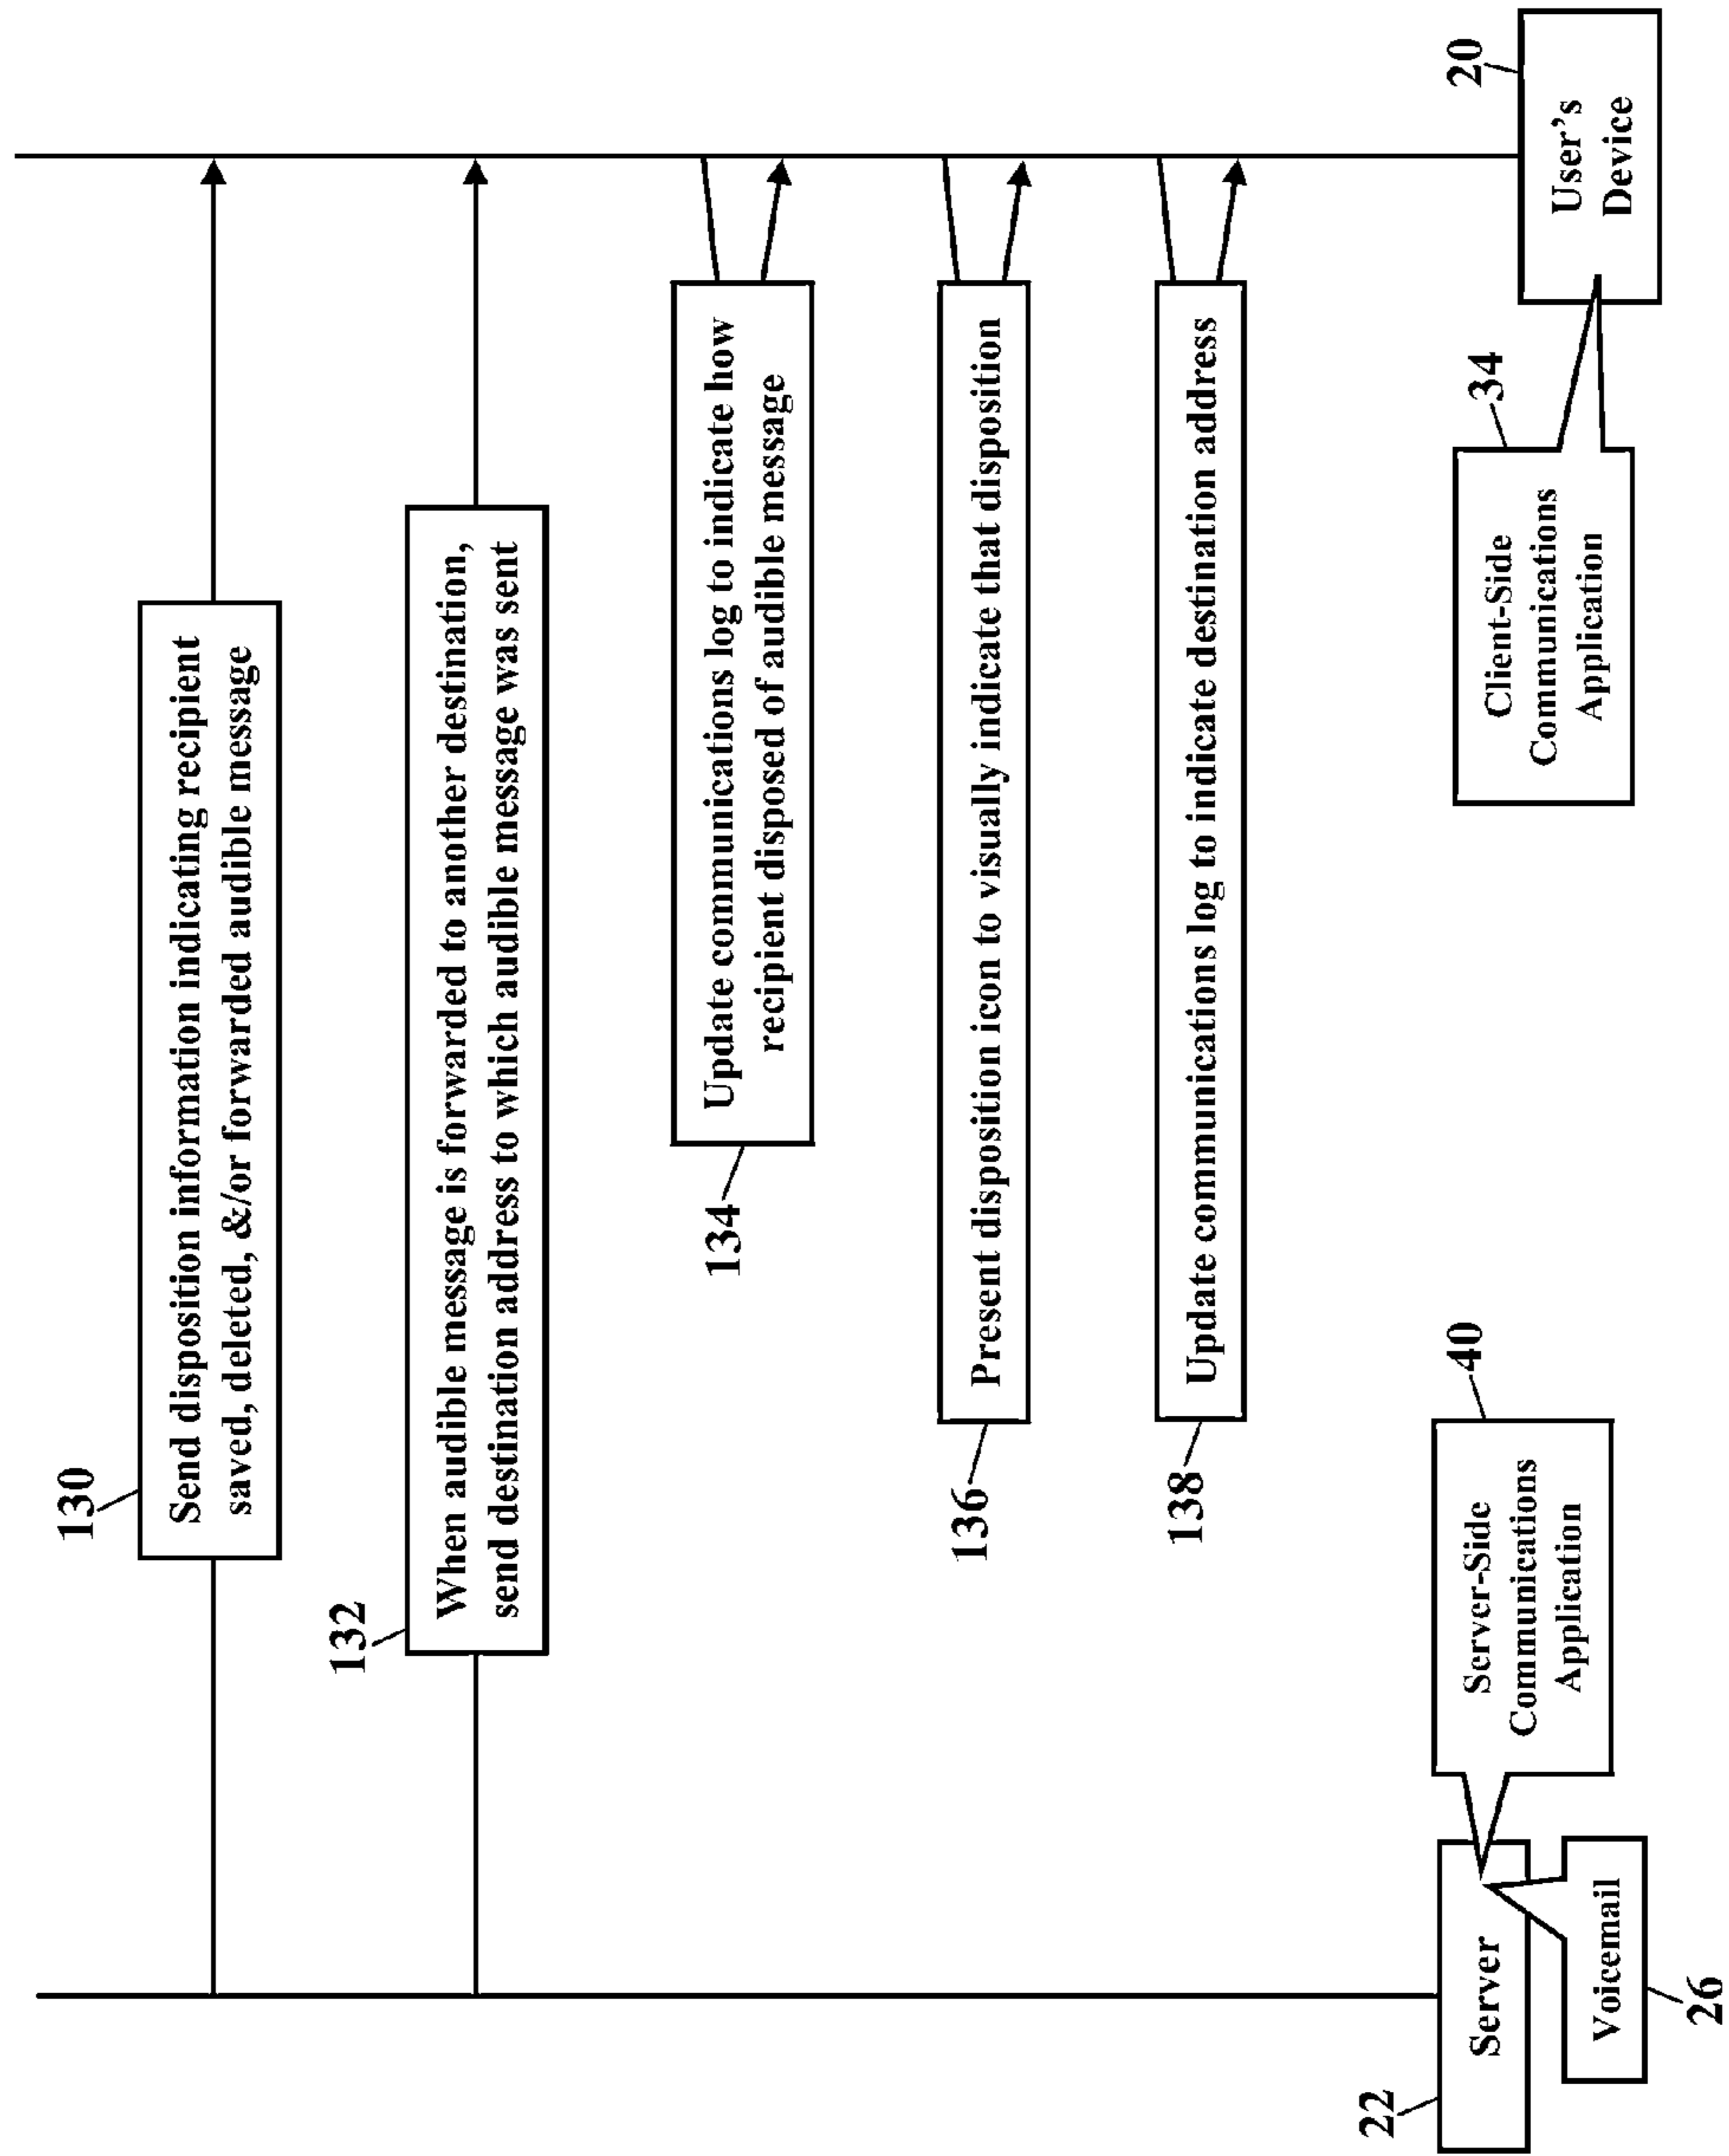 130
Send disposition information indicating recipient
saved, deleted, &/or forwarded audible message
132
When audible message is forwarded to another destination,
send destination address to which audible message was sent
134
Update communications log to indicate how
recipient disposed of audible message
136
Present disposition icon to visually indicate that disposition
138
Update communications log to indicate destination address
22
Server
Voicemail
26
40
Server-Side
Communications
Application
34
Client-Side
Communications
Application
20
User's
Device